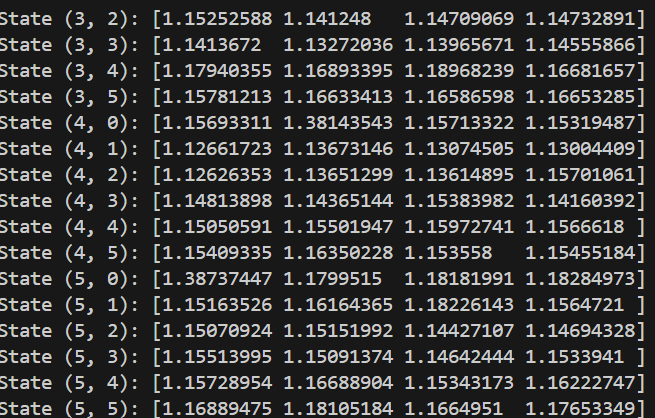 State (3, 2): [1.15252588 1.141248   1.14709069 1.14732891]
State (3, 3): [1.1413672  1.13272036 1.13965671 1.14555866]
State (3, 4): [1.17940355 1.16893395 1.18968239 1.16681657]
State (3, 5): [1.15781213 1.16633413 1.16586598 1.16653285]
State (4, 0): [1.15693311 1.38143543 1.15713322 1.15319487]
State (4, 1): [1.12661723 1.13673146 1.13074505 1.13004409]
State (4, 2): [1.12626353 1.13651299 1.13614895 1.15701061]
State (4, 3): [1.14813898 1.14365144 1.15383982 1.14160392]
State (4, 4): [1.15050591 1.15501947 1.15972741 1.1566618 ]
State (4, 5): [1.15409335 1.16350228 1.153558   1.15455184]
State (5, 0): [1.38737447 1.1799515  1.18181991 1.18284973]
State (5, 1): [1.15163526 1.16164365 1.18226143 1.1564721 ]
State (5, 2): [1.15070924 1.15151992 1.14427107 1.14694328]
State (5, 3): [1.15513995 1.15091374 1.14642444 1.1533941 ]
State (5, 4): [1.15728954 1.16688904 1.15343173 1.16222747]
State (5, 5): [1.16889475 1.18105184 1.1664951  1.17653349]